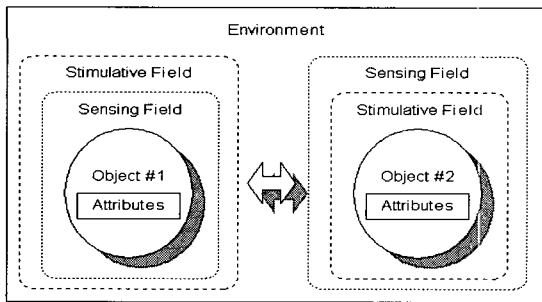 Environment
Stimulative Field
Sensing Field
Object #1
Attributes
Sensing Field
Stimulative Field
Object #2
Attributes